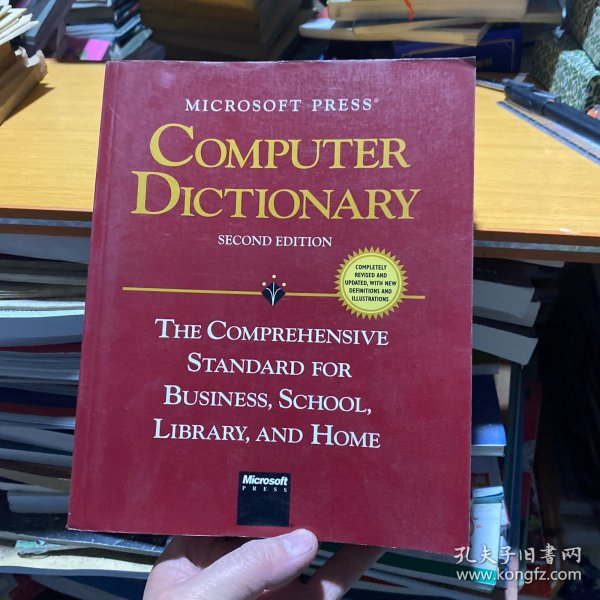 MICROSOFT PRESS®
COMPUTER
DICTIONARY
SECOND EDITION
COMPLETELY
REVISED AND
UPDATED, WITH NEW
DEFINITIONS AND
ILLUSTRATIONS
THE COMPREHENSIVE
STANDARD FOR
BUSINESS, SCHOOL,
LIBRARY, AND HOME
Microsoft
PRESS
孔夫子旧書网
www.kongfz.com